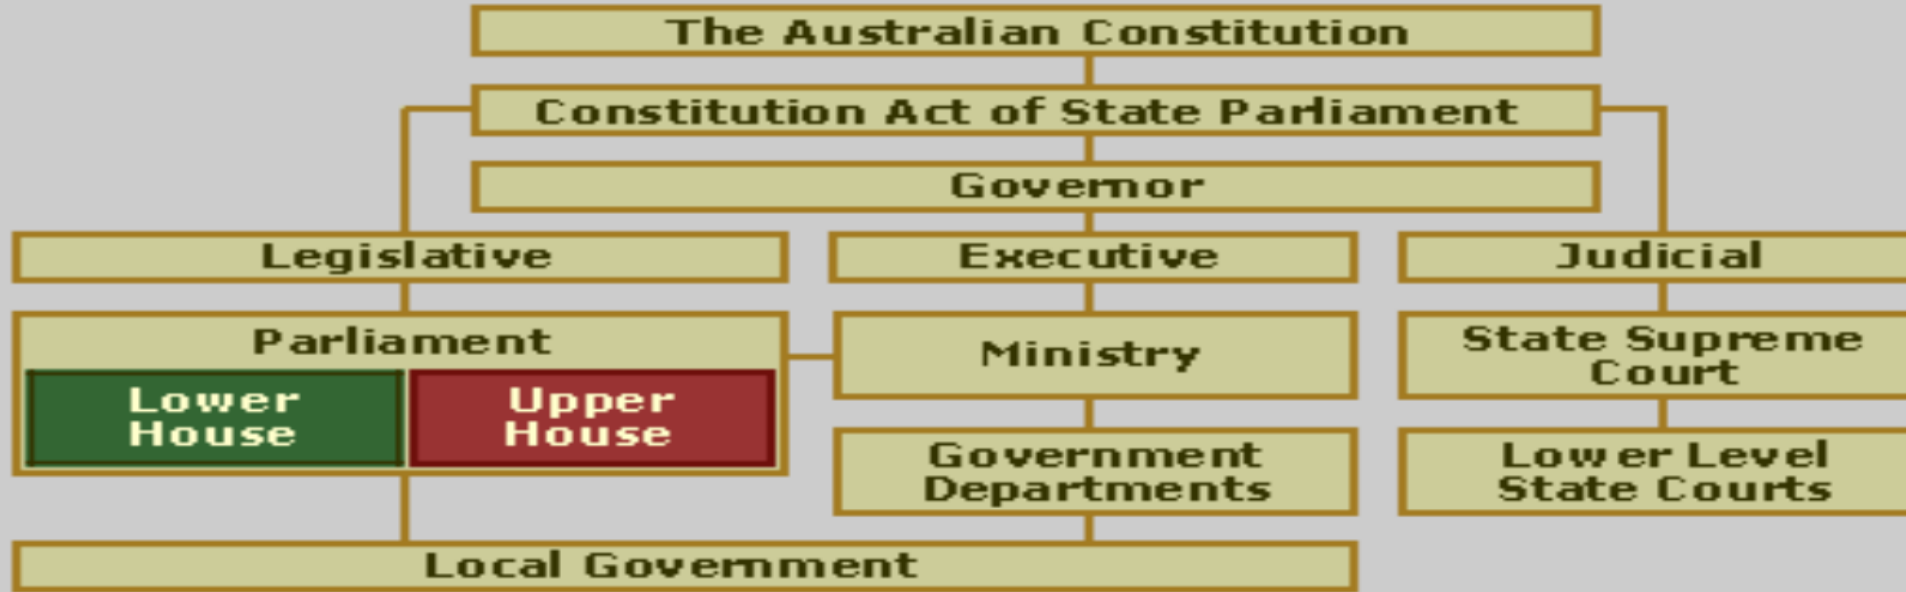 The Australian Constitution
Constitution Act of State Parliament
Governor
Legislative
Executive
Judicial
Parliament
Lower
House
Upper
House
Ministry
State Supreme
Court
Government
Departments
Lower Level
State Courts
Local Government